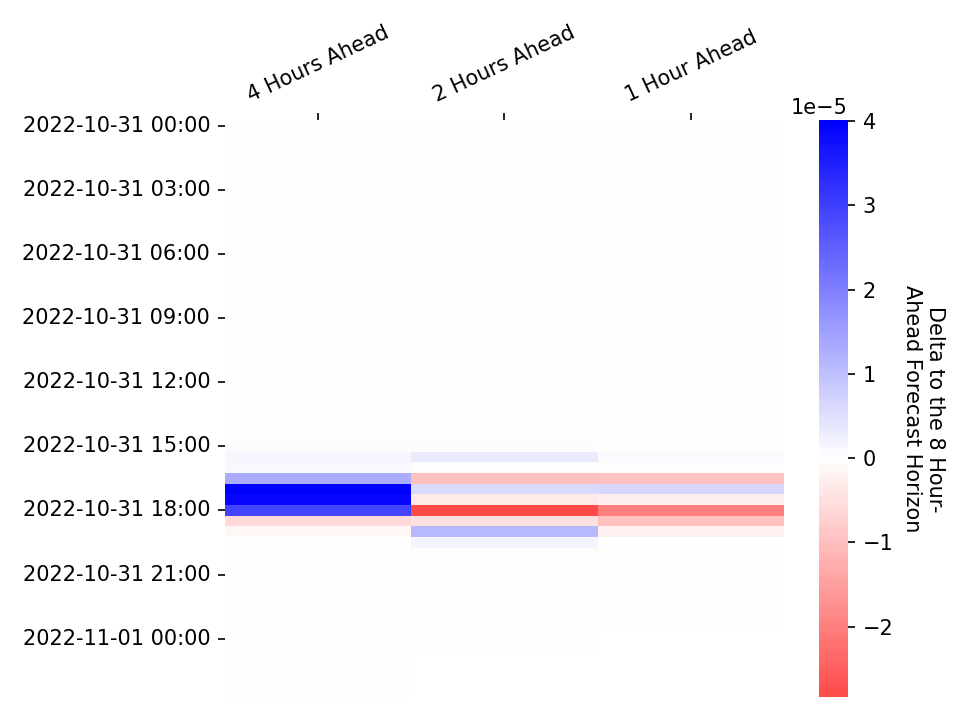 4 Hours Ahead
2 Hours Ahead
1 Hour Ahead
2022-10-31 00:00
2022-10-31 03:00
2022-10-31 06:00
2022-10-31 09:00
2022-10-31 12:00
2022-10-31 15:00
2022-10-31 18:00
2022-10-31 21:00
2022-11-01 00:00
1e−5
4
3
2
1
0
−1
−2
Delta to the 8 Hour-
Ahead Forecast Horizon